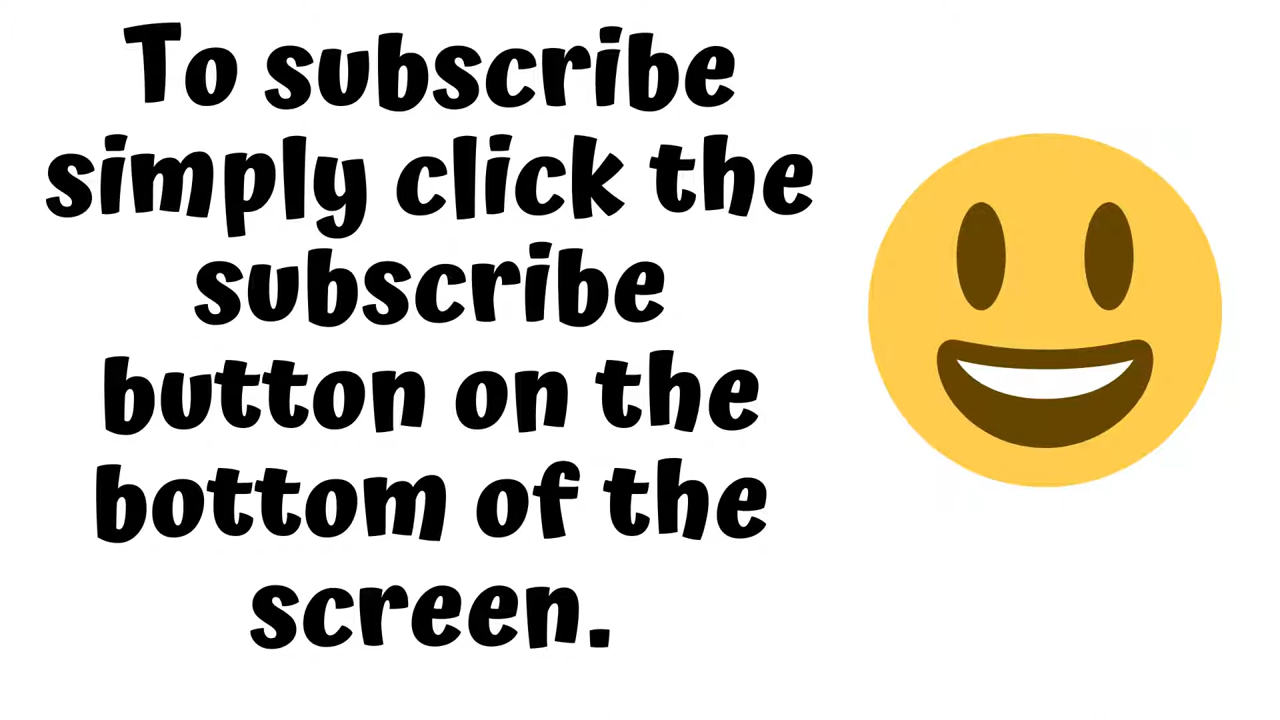 To subscribe
simply click the
subscribe
button on the
bottom of the
screen.